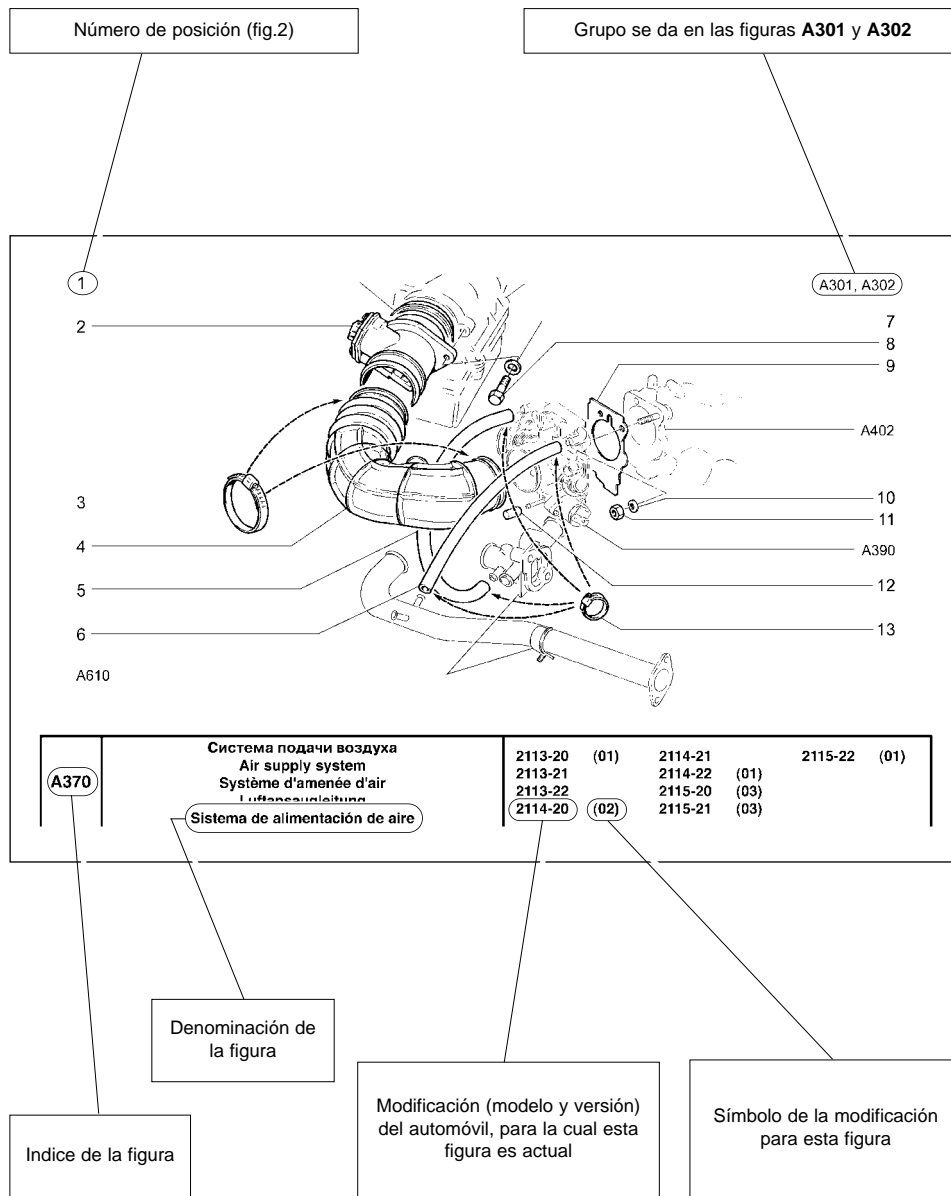 Número de posición (fig.2)
Grupo se da en las figuras A301 y A302
1
A301, A302
2
7
8
9
A402
3
10
4
11
A390
5
12
6
13
A610
A370
Система подачи воздуха
Air supply system
Système d'amenée d'air
Luftansaugleitung
Sistema de alimentación de aire
2113-20 (01) 2114-21 2115-22 (01)
2113-21 2114-22 (01)
2113-22 2115-20 (03)
2114-20 (02) 2115-21 (03)
Denominación de
la figura
Modificación (modelo y versión)
del automóvil, para la cual esta
figura es actual
Símbolo de la modificación
para esta figura
Indice de la figura